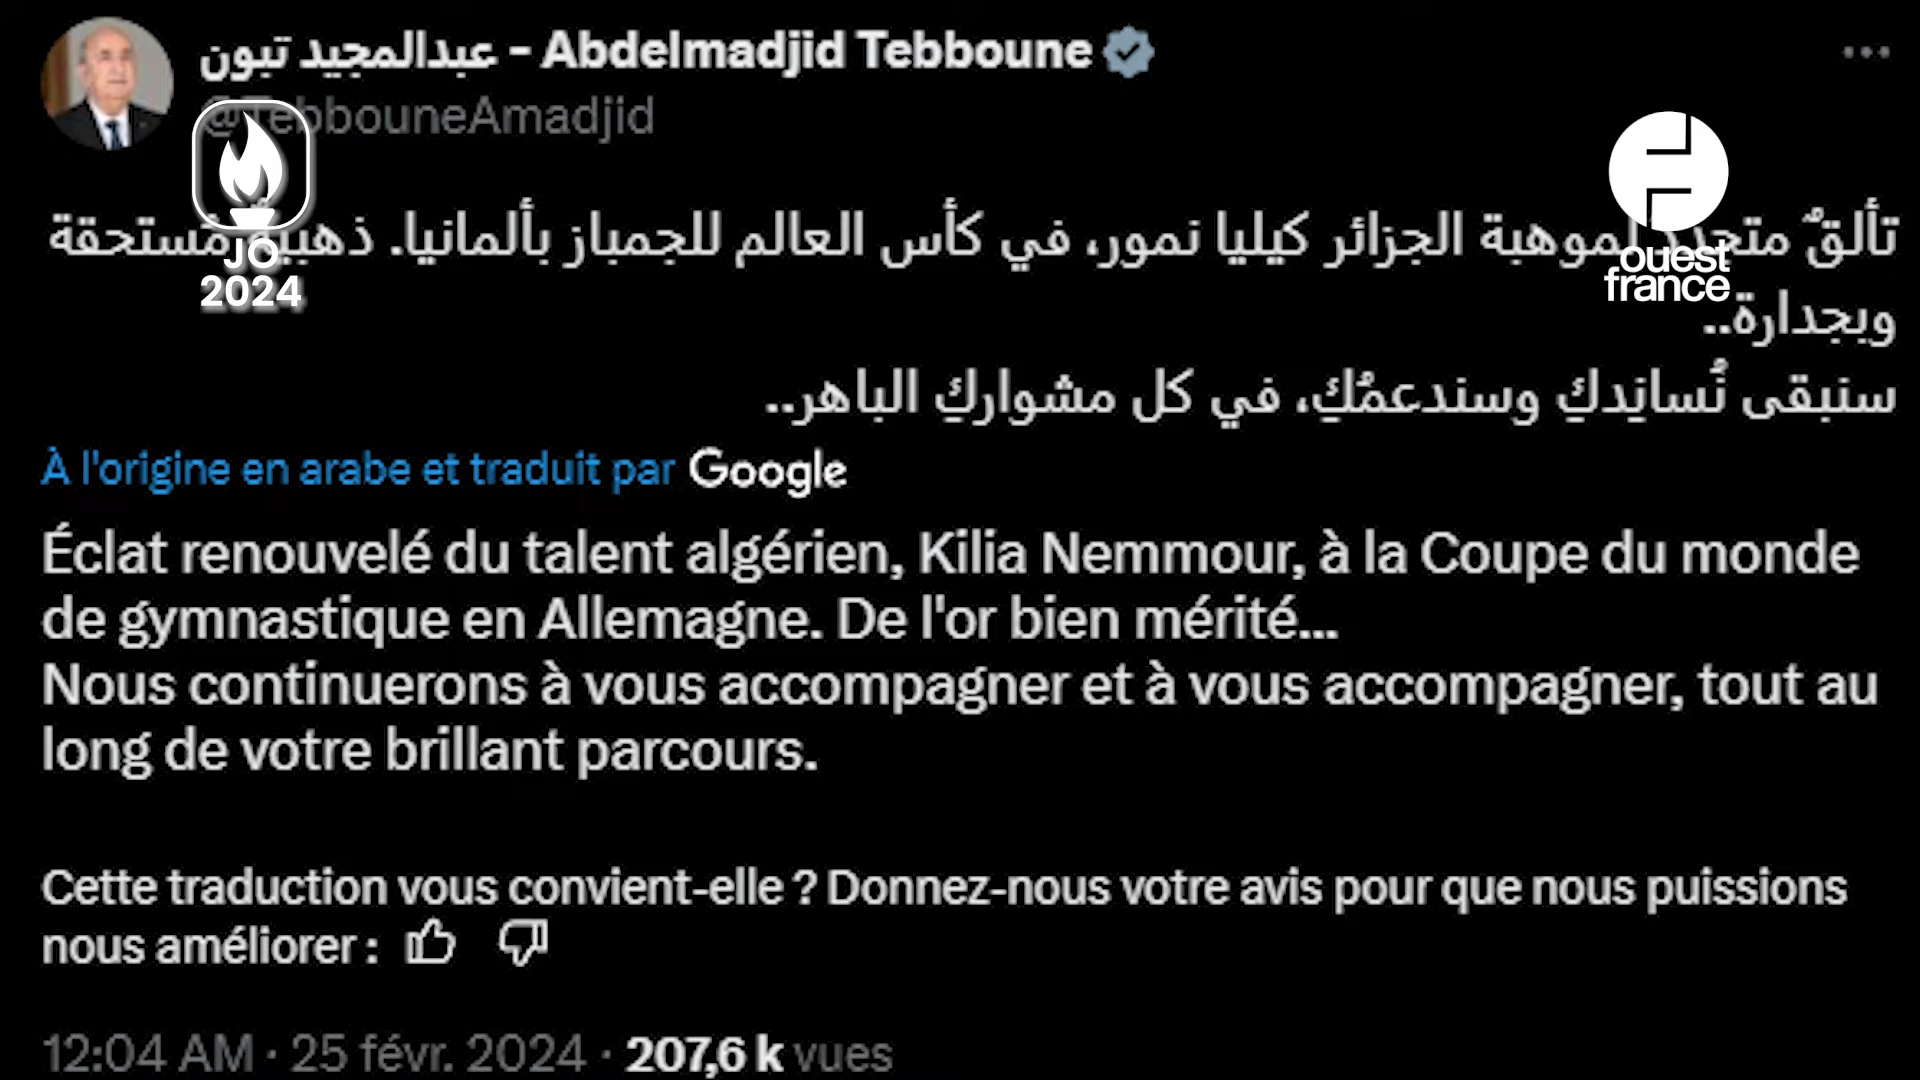 عبدالمجيد تبون - Abdelmadjid Tebboune
@TebbouneAmadjid
JO
2024
ouest
france
تألقٌ متجدد لموهبة الجزائر كيليا نمور، في كأس العالم للجمباز بألمانيا. ذهبية مُستحقة
وبجدارة..
سنبقى نُسانِدكِ وسندعمُكِ، في كل مشواركِ الباهر..
À l'origine en arabe et traduit par Google
Éclat renouvelé du talent algérien, Kilia Nemmour, à la Coupe du monde
de gymnastique en Allemagne. De l'or bien mérité...
Nous continuerons à vous accompagner et à vous accompagner, tout au
long de votre brillant parcours.
Cette traduction vous convient-elle ? Donnez-nous votre avis pour que nous puissions
nous améliorer :
12:04 AM · 25 févr. 2024 · 207,6 k vues